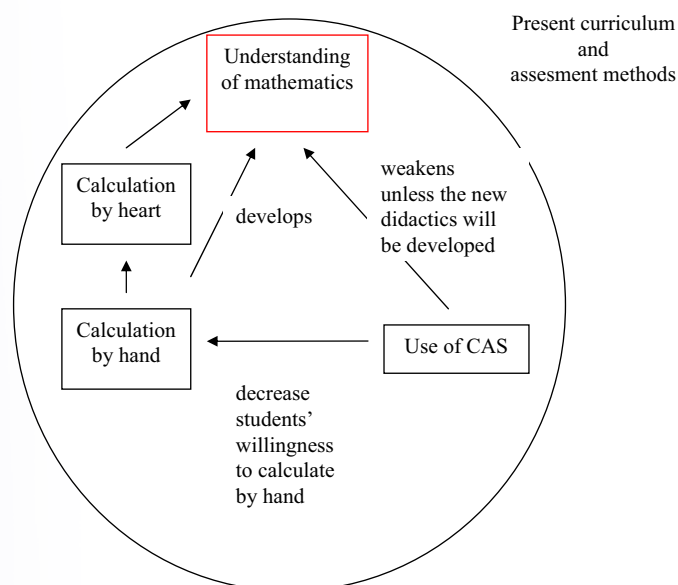 Present curriculum
and
assesment methods
Understanding
of mathematics
Calculation
by heart
develops
weakens
unless the new
didactics will
be developed
Calculation
by hand
Use of CAS
decrease
students’
willingness
to calculate
by hand